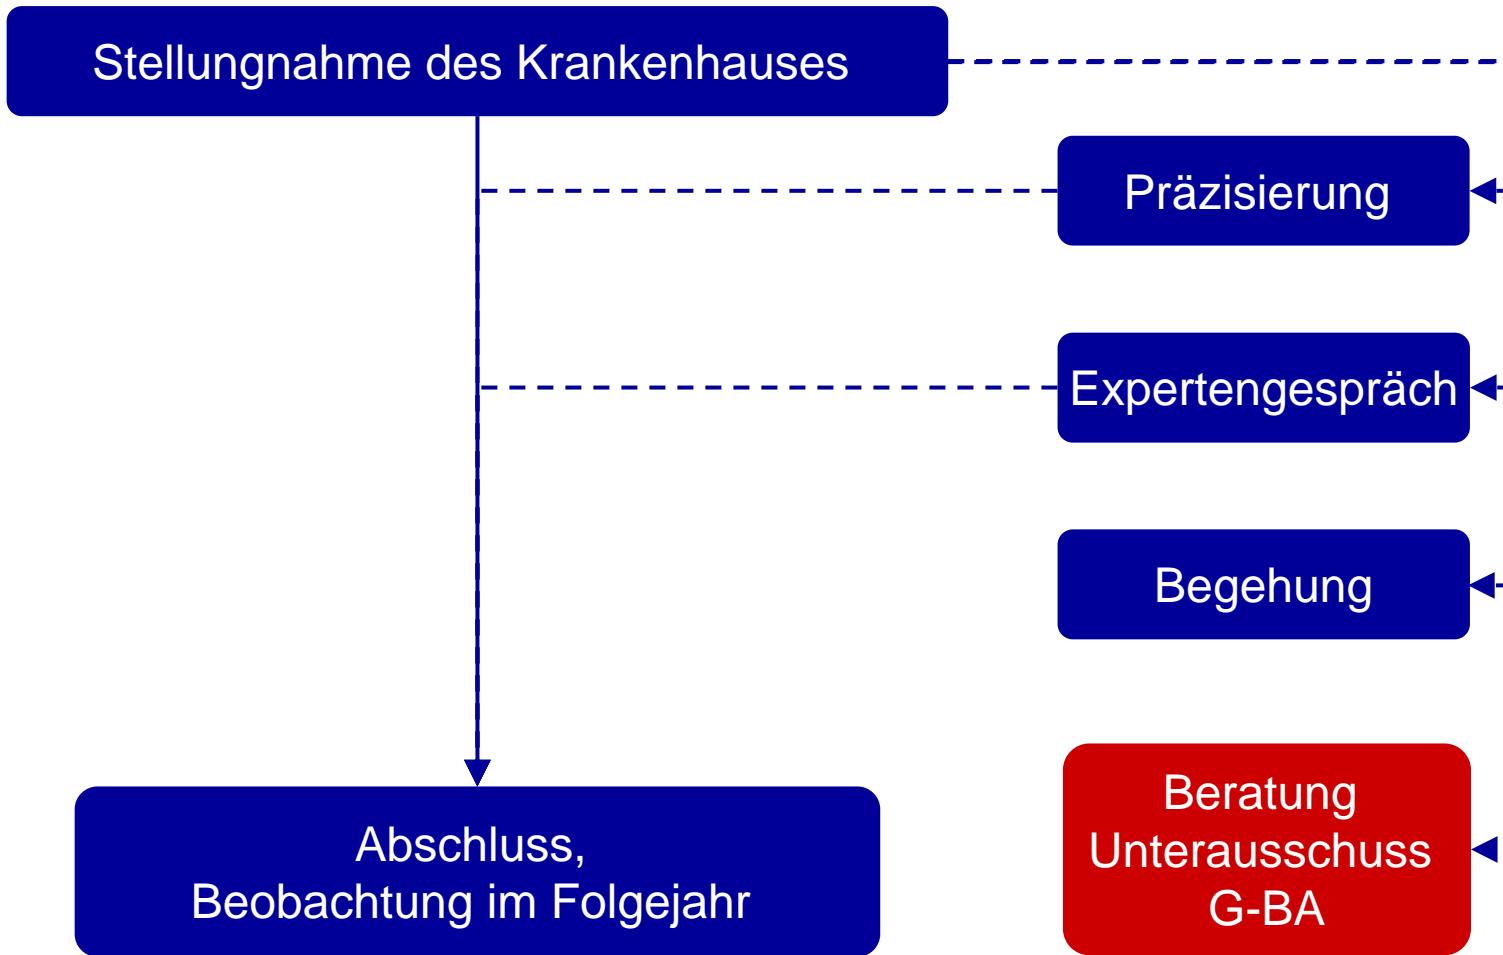 Stellungnahme des Krankenhauses
Präzisierung
Expertengespräch
Begehung
Beratung
Unterausschuss
G-BA
Abschluss,
Beobachtung im Folgejahr